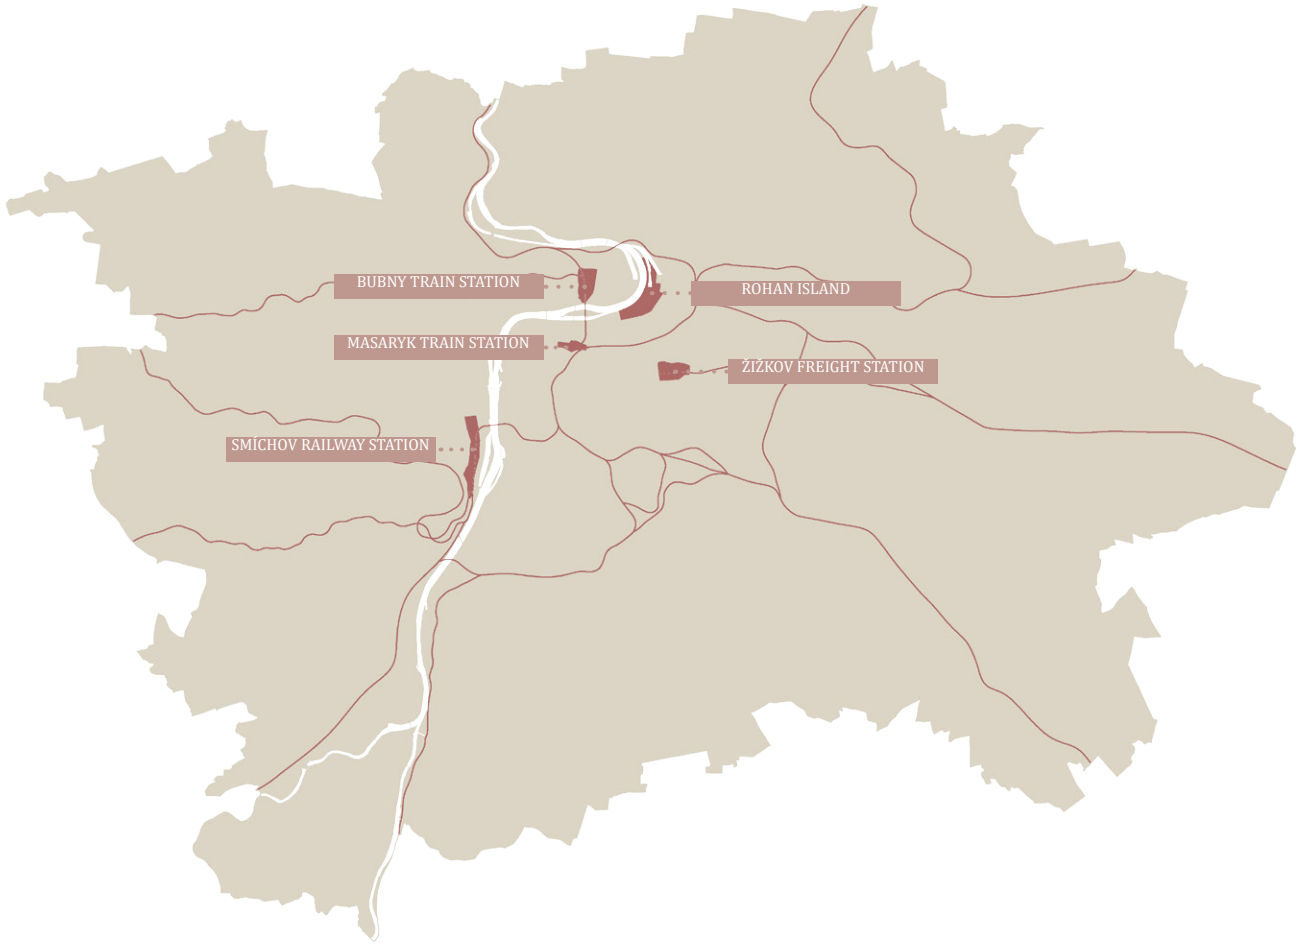 BUBNY TRAIN STATION
ROHAN ISLAND
MASARYK TRAIN STATION
ŽIŽKOV FREIGHT STATION
SMÍCHOV RAILWAY STATION